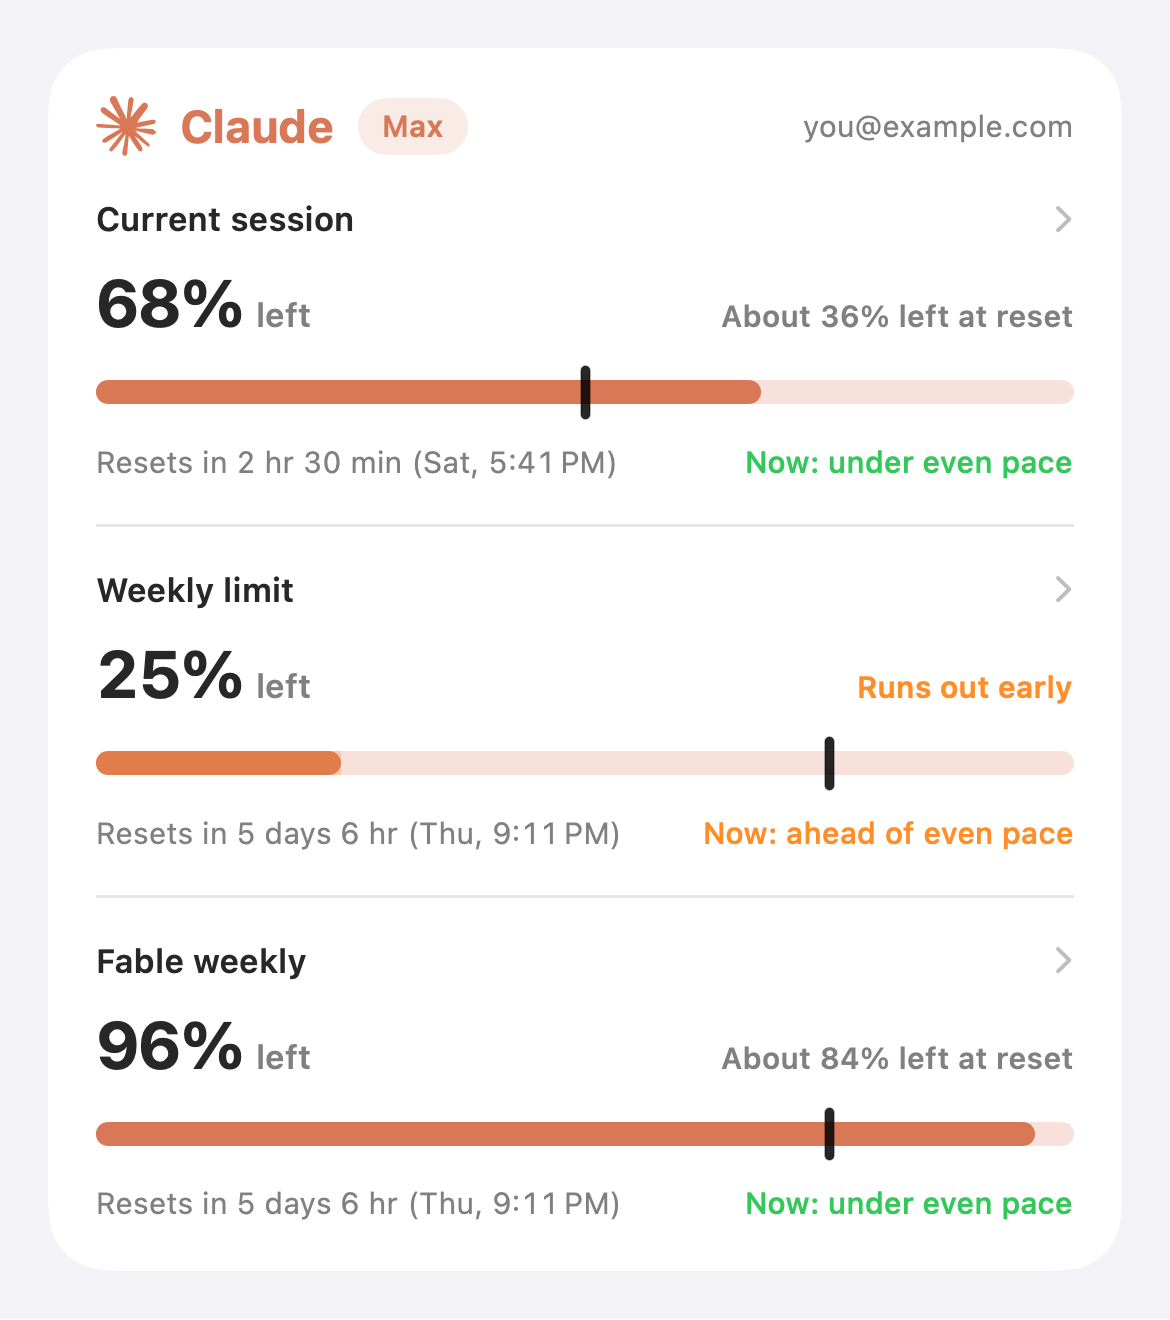 Claude Max you@example.com
Current session
68% left About 36% left at reset
Resets in 2 hr 30 min (Sat, 5:41 PM) Now: under even pace
Weekly limit
25% left Runs out early
Resets in 5 days 6 hr (Thu, 9:11 PM) Now: ahead of even pace
Fable weekly
96% left About 84% left at reset
Resets in 5 days 6 hr (Thu, 9:11 PM) Now: under even pace